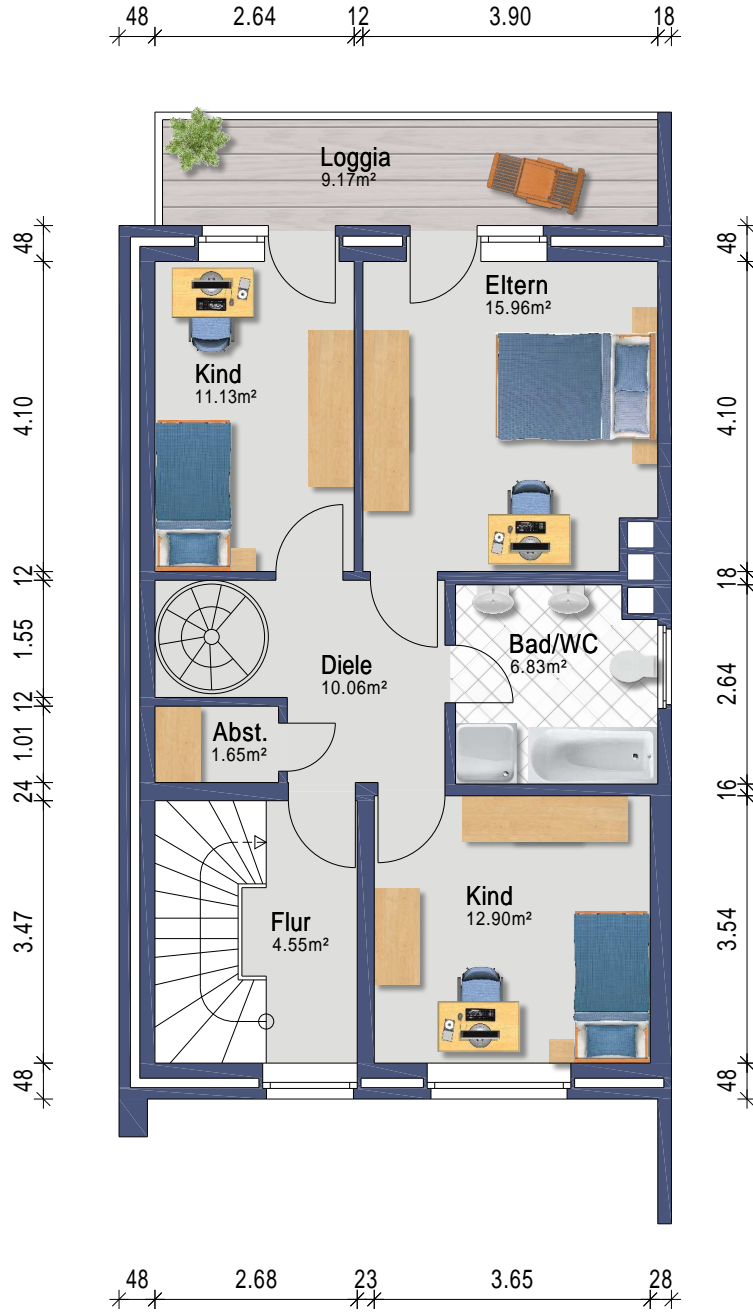 48 2.64 12 3.90 18
Loggia
9.17m²
48
48
Eltern
15.96m²
Kind
11.13m²
4.10
4.10
12
18
1.55
Bad/WC
6.83m²
Diele
10.06m²
2.64
12
Abst.
1.65m²
1.01
24
16
Kind
12.90m²
Flur
4.55m²
3.47
3.54
48
48
48 2.68 23 3.65 28